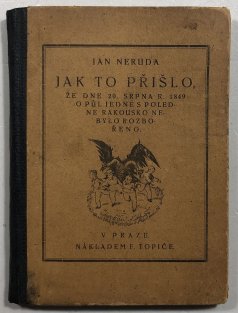 JAN NERUDA
JAK TO PŘIŠLO,
ŽE DNE 20. SRPNA R. 1849
O PŮL JEDNÉ S POLED-
NE RAKOUSKO NE-
BYLO ROZBO-
ŘENO.
V PRAZE.
NÁKLADEM F. TOPIČE.